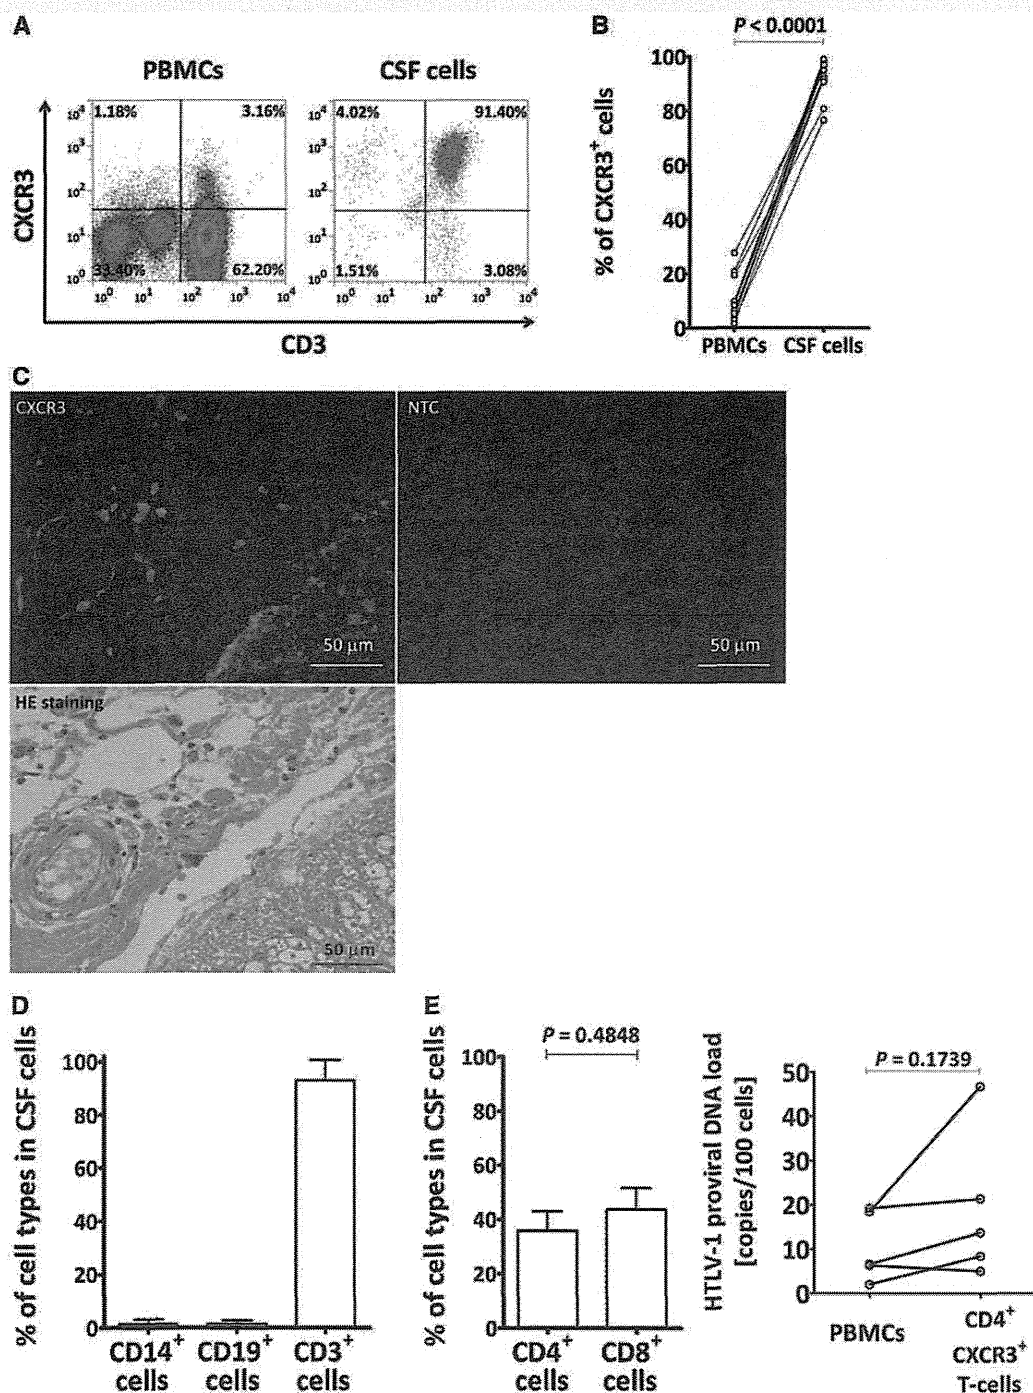 A
PBMCs
CSF cells
CXCR3
10⁴
10³
10²
10¹
10⁰
1.18%
3.16%
33.40%
62.20%
10⁰ 10¹ 10² 10³ 10⁴
10⁴
10³
10²
10¹
10⁰
4.02%
91.40%
1.51%
3.08%
10⁰ 10¹ 10² 10³ 10⁴
CD3
B
P < 0.0001
% of CXCR3⁺ cells
100
80
60
40
20
0
PBMCs CSF cells
C
CXCR3
50 μm
NTC
50 μm
HE staining
50 μm
D
% of cell types in CSF cells
100
80
60
40
20
0
CD14⁺ cells
CD19⁺ cells
CD3⁺ cells
E
P = 0.4848
% of cell types in CSF cells
100
80
60
40
20
0
CD4⁺ cells
CD8⁺ cells
P = 0.1739
HTLV-1 proviral DNA load
[copies/100 cells]
50
40
30
20
10
0
PBMCs
CD4⁺
CXCR3⁺
T-cells